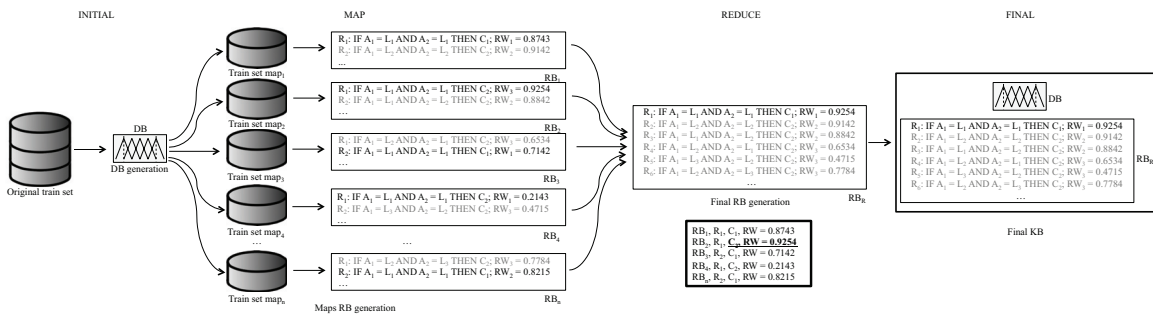 INITIAL
MAP
REDUCE
FINAL
Original train set
DB
DB generation
Train set map₁
R₁: IF A₁ = L₁ AND A₂ = L₁ THEN C₁; RW₁ = 0.8743
R₂: IF A₁ = L₂ AND A₂ = L₂ THEN C₁; RW₂ = 0.9142
...
RB₁
Train set map₂
R₁: IF A₁ = L₁ AND A₂ = L₁ THEN C₂; RW₃ = 0.9254
R₂: IF A₁ = L₂ AND A₂ = L₁ THEN C₂; RW₂ = 0.8842
...
RB₂
Train set map₃
R₁: IF A₁ = L₂ AND A₂ = L₁ THEN C₂; RW₃ = 0.6534
R₂: IF A₁ = L₁ AND A₂ = L₁ THEN C₁; RW₁ = 0.7142
...
RB₃
Train set map₄
R₁: IF A₁ = L₁ AND A₂ = L₁ THEN C₂; RW₁ = 0.2143
R₂: IF A₁ = L₃ AND A₂ = L₂ THEN C₂; RW₃ = 0.4715
...
RB₄
...
...
Train set mapₙ
R₁: IF A₁ = L₂ AND A₂ = L₃ THEN C₂; RW₃ = 0.7784
R₂: IF A₁ = L₁ AND A₂ = L₁ THEN C₁; RW₂ = 0.8215
...
RBₙ
Maps RB generation
R₁: IF A₁ = L₁ AND A₂ = L₁ THEN C₁; RW₁ = 0.9254
R₂: IF A₁ = L₂ AND A₂ = L₂ THEN C₁; RW₂ = 0.9142
R₃: IF A₁ = L₂ AND A₂ = L₁ THEN C₂; RW₃ = 0.8842
R₄: IF A₁ = L₂ AND A₂ = L₁ THEN C₂; RW₃ = 0.6534
R₅: IF A₁ = L₃ AND A₂ = L₂ THEN C₂; RW₃ = 0.4715
R₆: IF A₁ = L₂ AND A₂ = L₃ THEN C₂; RW₃ = 0.7784
...
RB_R
Final RB generation
RB₁, R₁, C₁, RW = 0.8743
RB₂, R₁, C₂, RW = 0.9254
RB₃, R₂, C₁, RW = 0.7142
RB₄, R₁, C₂, RW = 0.2143
RBₙ, R₂, C₁, RW = 0.8215
DB
R₁: IF A₁ = L₁ AND A₂ = L₁ THEN C₁; RW₁ = 0.9254
R₂: IF A₁ = L₂ AND A₂ = L₂ THEN C₁; RW₂ = 0.9142
R₃: IF A₁ = L₂ AND A₂ = L₁ THEN C₂; RW₃ = 0.8842
R₄: IF A₁ = L₂ AND A₂ = L₁ THEN C₂; RW₃ = 0.6534
R₅: IF A₁ = L₃ AND A₂ = L₂ THEN C₂; RW₃ = 0.4715
R₆: IF A₁ = L₂ AND A₂ = L₃ THEN C₂; RW₃ = 0.7784
...
RB_R
Final KB